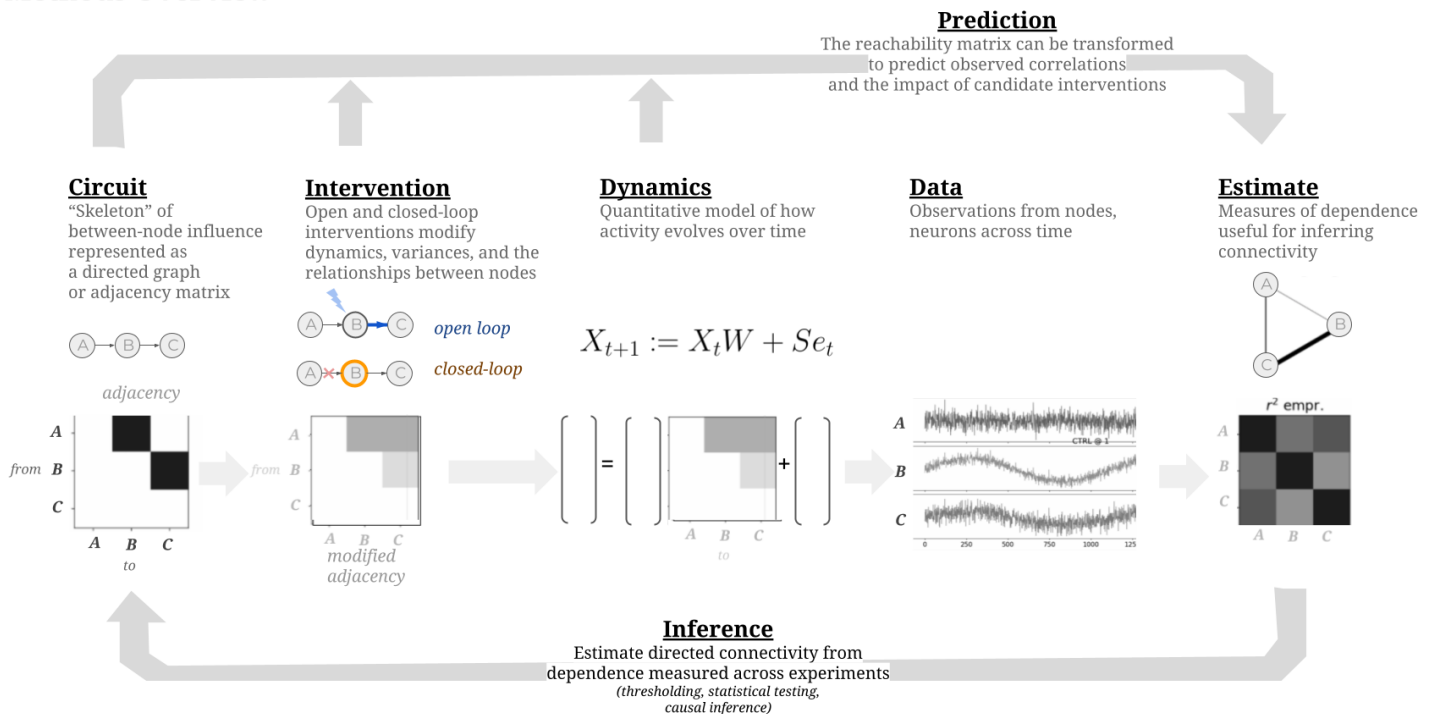 Prediction
The reachability matrix can be transformed
to predict observed correlations
and the impact of candidate interventions
Circuit
“Skeleton” of
between-node influence
represented as
a directed graph
or adjacency matrix
A B C
adjacency
from
A
B
C
A B C
to
Intervention
Open and closed-loop
interventions modify
dynamics, variances, and the
relationships between nodes
A B C
open loop
A B C
closed-loop
from
A
B
C
A B C
modified
adjacency
Dynamics
Quantitative model of how
activity evolves over time
X_{t+1} := X_tW + Se_t
= +
A B C
to
Data
Observations from nodes,
neurons across time
A
CTRL @ 1
B
C
0 250 500 750 1000 125
Estimate
Measures of dependence
useful for inferring
connectivity
A
B
C
r² empr.
A
B
C
A B C
Inference
Estimate directed connectivity from
dependence measured across experiments
(thresholding, statistical testing,
causal inference)